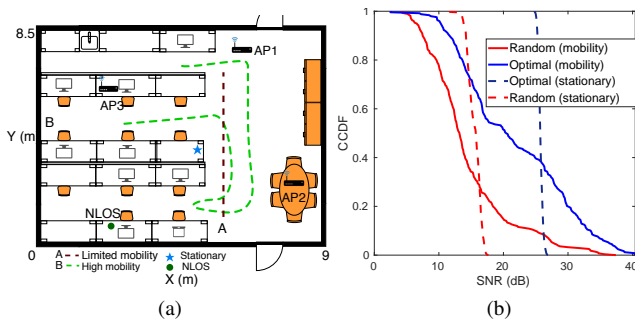 8.5
AP1
AP3
Y (m)
B
AP2
NLOS
A
0
9
A Limited mobility
Stationary
B High mobility
NLOS
X (m)
(a)
1
0.8
0.6
0.4
0.2
0
CCDF
Random (mobility)
Optimal (mobility)
Optimal (stationary)
Random (stationary)
0 10 20 30 40
SNR (dB)
(b)